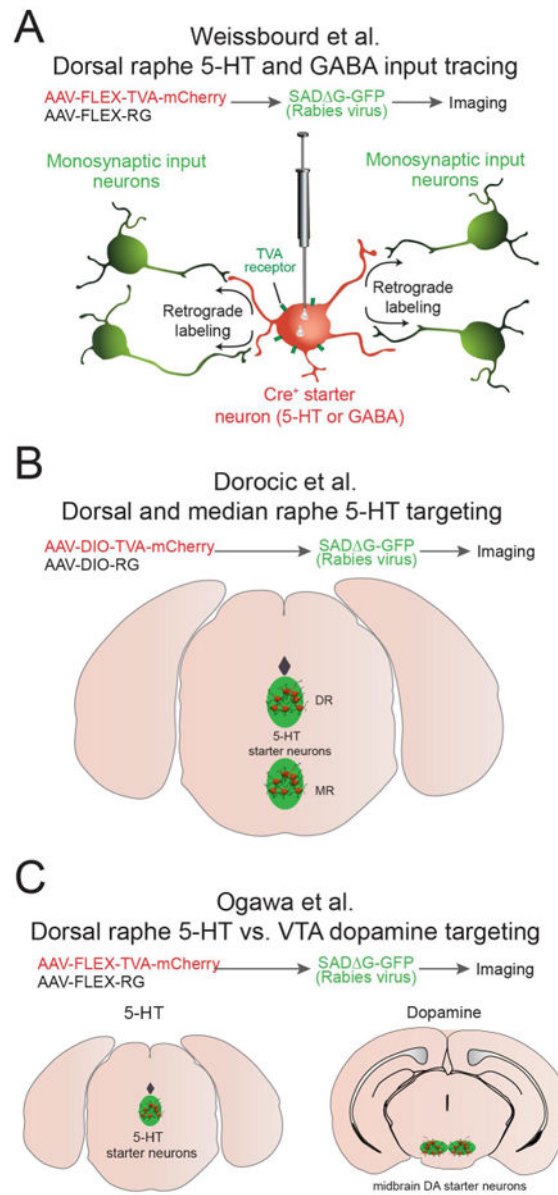 A
Weissbourd et al.
Dorsal raphe 5-HT and GABA input tracing
AAV-FLEX-TVA-mCherry
AAV-FLEX-RG
SADΔG-GFP
(Rabies virus)
Imaging
Monosynaptic input
neurons
Monosynaptic input
neurons
TVA
receptor
Retrograde
labeling
Retrograde
labeling
Cre⁺ starter
neuron (5-HT or GABA)
B
Dorocic et al.
Dorsal and median raphe 5-HT targeting
AAV-DIO-TVA-mCherry
AAV-DIO-RG
SADΔG-GFP
(Rabies virus)
Imaging
DR
5-HT
starter neurons
MR
C
Ogawa et al.
Dorsal raphe 5-HT vs. VTA dopamine targeting
AAV-FLEX-TVA-mCherry
AAV-FLEX-RG
SADΔG-GFP
(Rabies virus)
Imaging
5-HT
Dopamine
5-HT
starter neurons
midbrain DA starter neurons